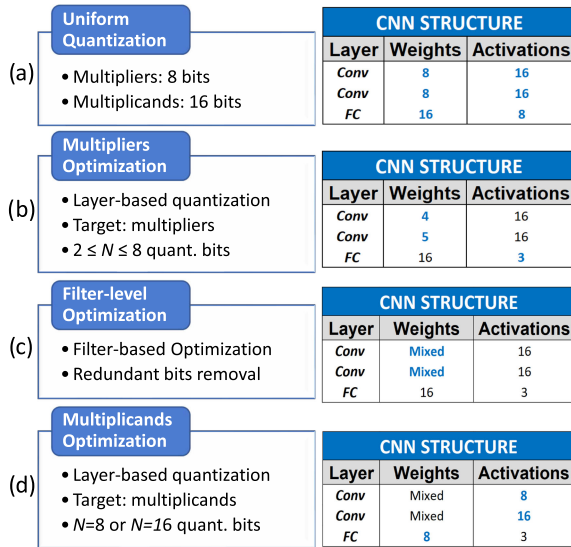 (a)
Uniform
Quantization
• Multipliers: 8 bits
• Multiplicands: 16 bits
CNN STRUCTURE
Layer Weights Activations
Conv 8 16
Conv 8 16
FC 16 8
(b)
Multipliers
Optimization
• Layer-based quantization
• Target: multipliers
• 2 ≤ N ≤ 8 quant. bits
CNN STRUCTURE
Layer Weights Activations
Conv 4 16
Conv 5 16
FC 16 3
(c)
Filter-level
Optimization
• Filter-based Optimization
• Redundant bits removal
CNN STRUCTURE
Layer Weights Activations
Conv Mixed 16
Conv Mixed 16
FC 16 3
(d)
Multiplicands
Optimization
• Layer-based quantization
• Target: multiplicands
• N=8 or N=16 quant. bits
CNN STRUCTURE
Layer Weights Activations
Conv Mixed 8
Conv Mixed 16
FC 8 3